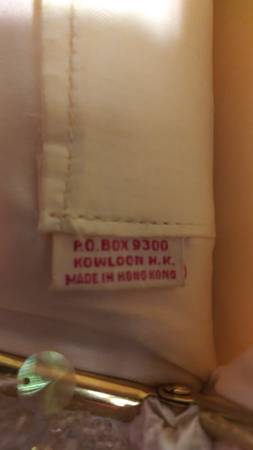 P.O. BOX 9300
KOWLOON H.K.
MADE IN HONG KONG